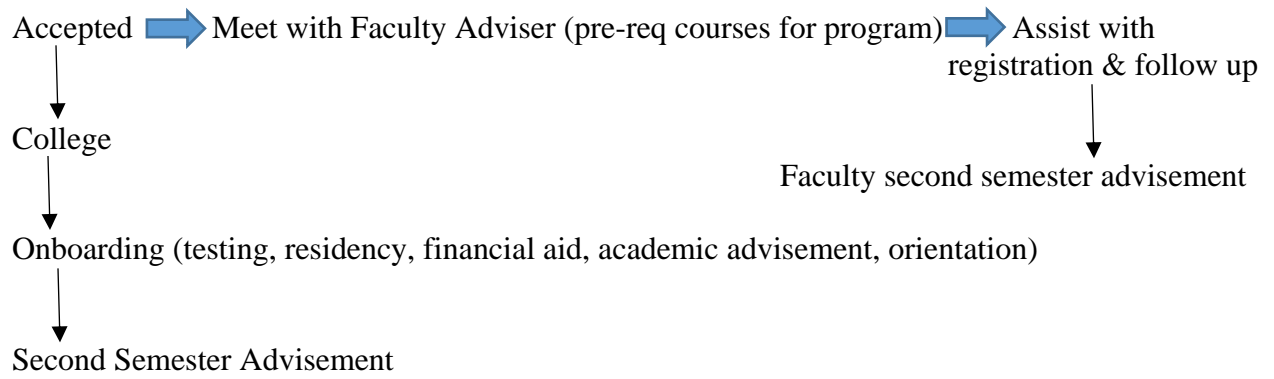 Accepted Meet with Faculty Adviser (pre-req courses for program) Assist with
registration & follow up
College
Faculty second semester advisement
Onboarding (testing, residency, financial aid, academic advisement, orientation)
Second Semester Advisement